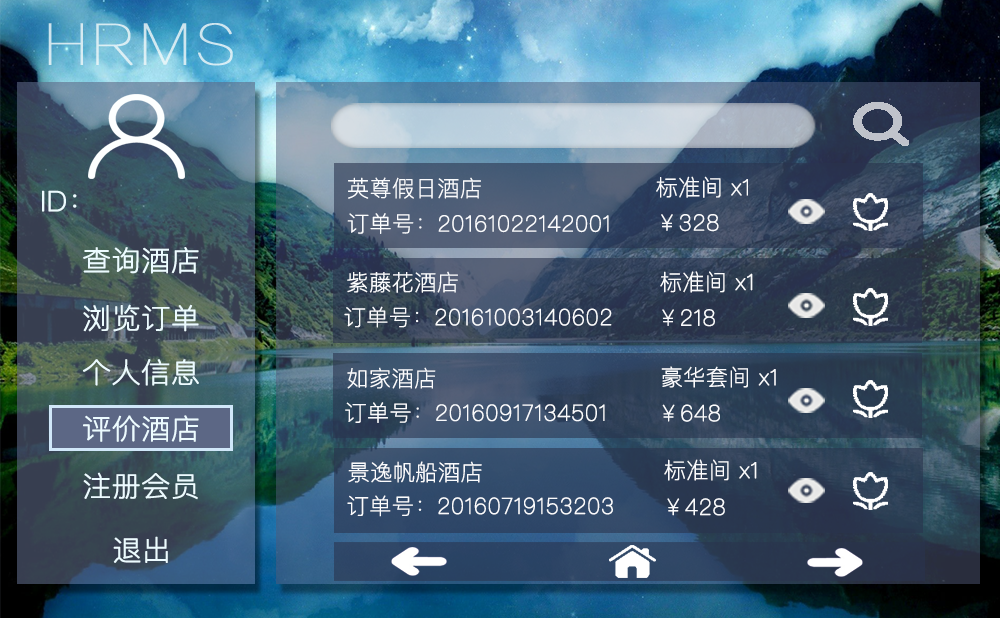 HRMS
ID:
查询酒店
浏览订单
个人信息
评价酒店
注册会员
退出
英尊假日酒店
标准间 x1
订单号：20161022142001
￥328
紫藤花酒店
标准间 x1
订单号：20161003140602
￥218
如家酒店
豪华套间 x1
订单号：20160917134501
￥648
景逸帆船酒店
标准间 x1
订单号：20160719153203
￥428